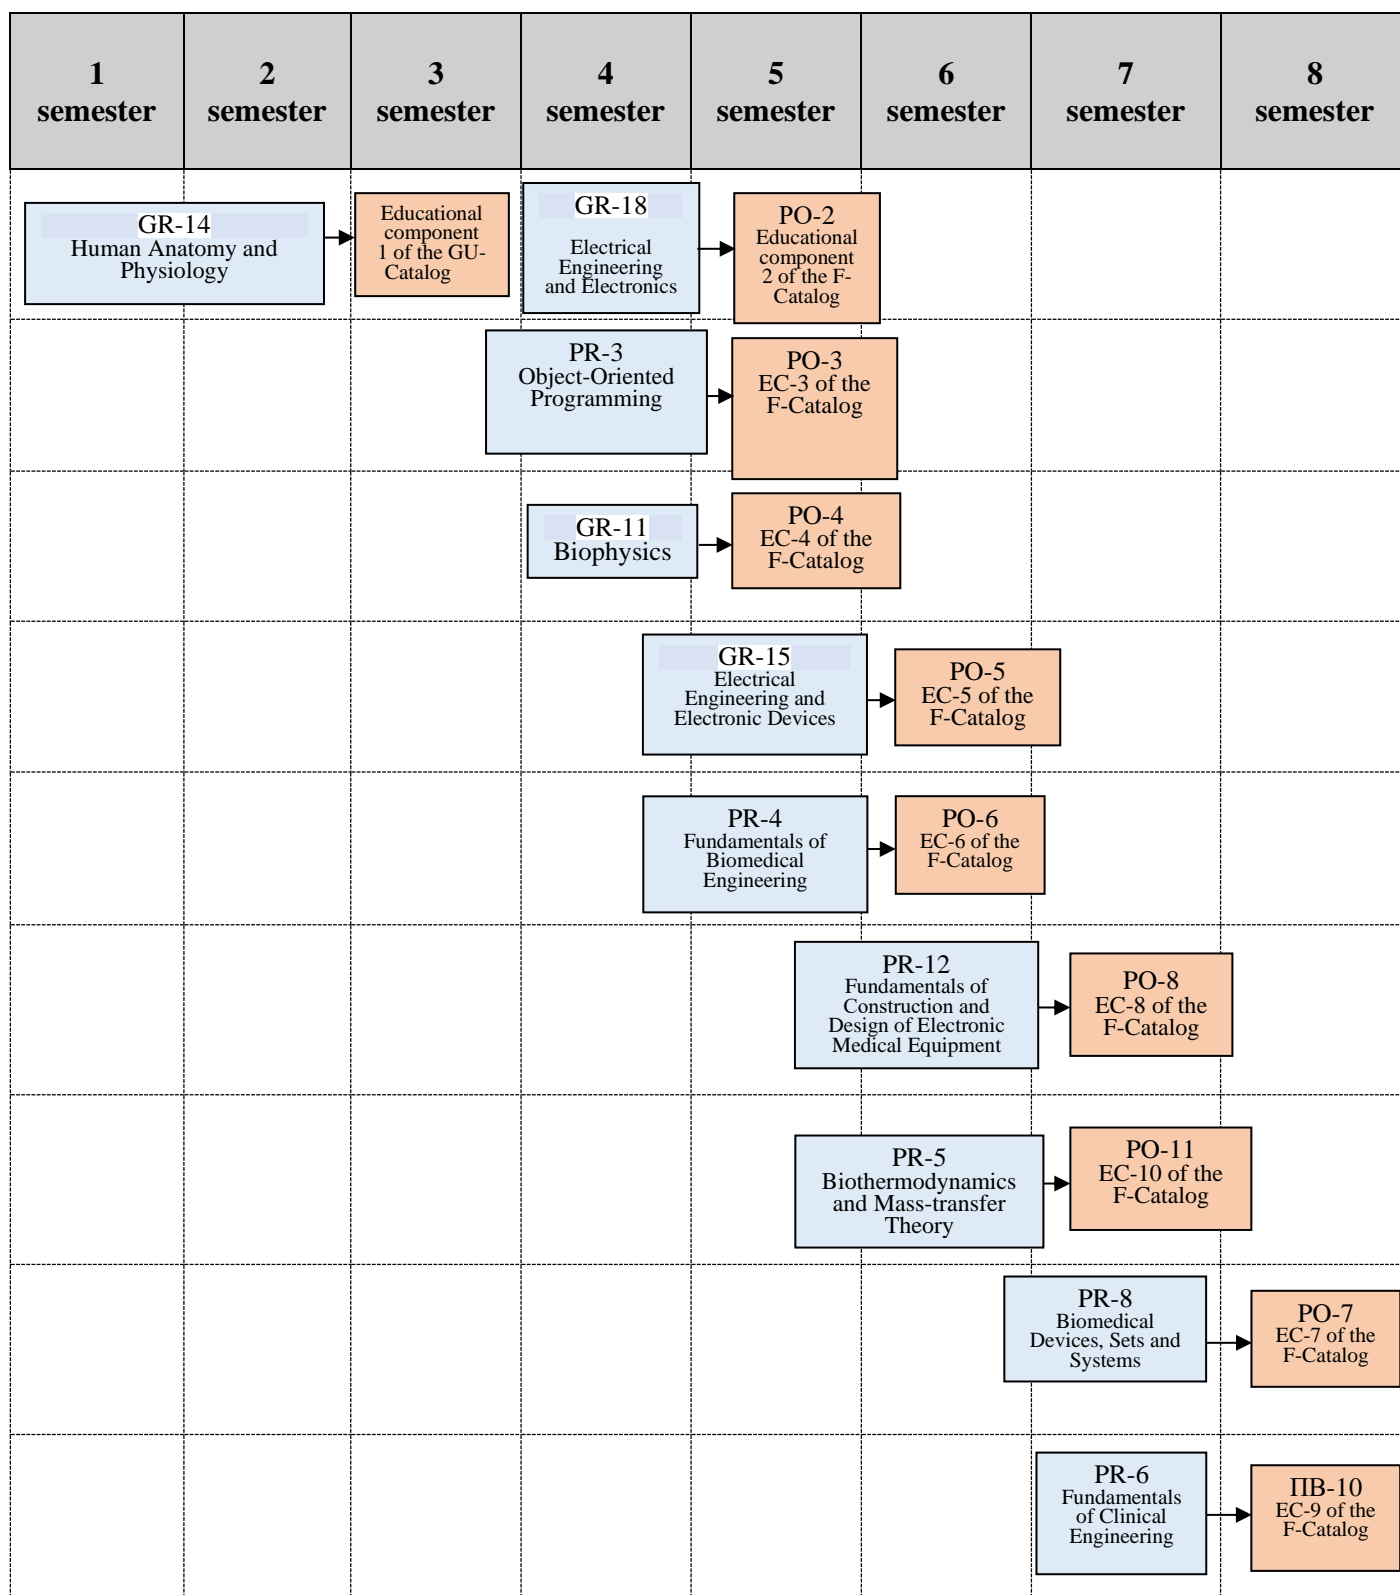 1
semester
2
semester
3
semester
4
semester
5
semester
6
semester
7
semester
8
semester
GR-14
Human Anatomy and
Physiology
Educational
component
1 of the GU-
Catalog
GR-18
Electrical
Engineering
and Electronics
PO-2
Educational
component
2 of the F-
Catalog
PR-3
Object-Oriented
Programming
PO-3
EC-3 of the
F-Catalog
GR-11
Biophysics
PO-4
EC-4 of the
F-Catalog
GR-15
Electrical
Engineering and
Electronic Devices
PO-5
EC-5 of the
F-Catalog
PR-4
Fundamentals of
Biomedical
Engineering
PO-6
EC-6 of the
F-Catalog
PR-12
Fundamentals of
Construction and
Design of Electronic
Medical Equipment
PO-8
EC-8 of the
F-Catalog
PR-5
Biothermodynamics
and Mass-transfer
Theory
PO-11
EC-10 of the
F-Catalog
PR-8
Biomedical
Devices, Sets and
Systems
PO-7
EC-7 of the
F-Catalog
PR-6
Fundamentals
of Clinical
Engineering
ПВ-10
EC-9 of the
F-Catalog